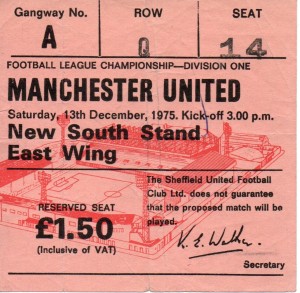 Gangway No. ROW SEAT
A Q 14
FOOTBALL LEAGUE CHAMPIONSHIP—DIVISION ONE
MANCHESTER UNITED
Saturday, 13th December, 1975. Kick-off 3.00 p.m.
New South Stand
East Wing
The Sheffield United Football
Club Ltd. does not guarantee
that the proposed match will be
played.
RESERVED SEAT
£1.50
(Inclusive of VAT)
Secretary